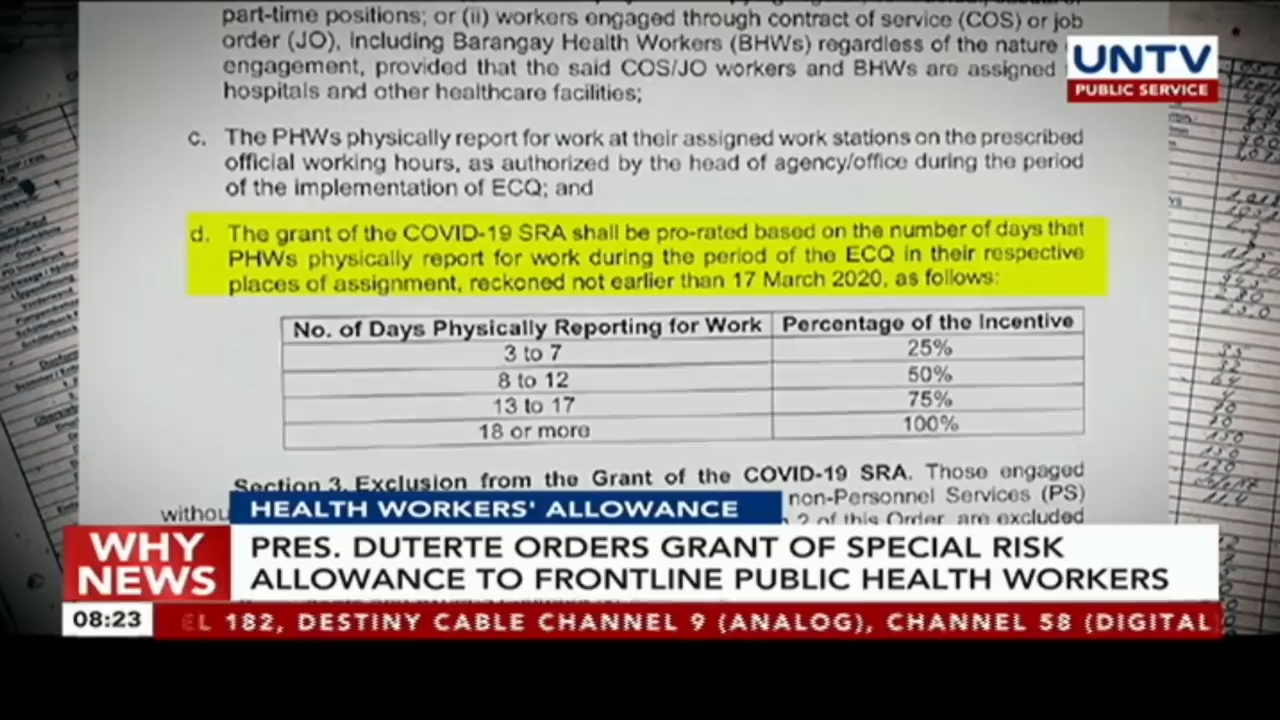 part-time positions; or (ii) workers engaged through contract of service (COS) or job
order (JO), including Barangay Health Workers (BHWs) regardless of the nature
engagement, provided that the said COS/JO workers and BHWs are assigned
hospitals and other healthcare facilities;
UNTV
PUBLIC SERVICE
c. The PHWs physically report for work at their assigned work stations on the prescribed
official working hours, as authorized by the head of agency/office during the period
of the implementation of ECQ; and
d. The grant of the COVID-19 SRA shall be pro-rated based on the number of days that
PHWs physically report for work during the period of the ECQ in their respective
places of assignment, reckoned not earlier than 17 March 2020, as follows:
No. of Days Physically Reporting for Work Percentage of the Incentive
3 to 7 25%
8 to 12 50%
13 to 17 75%
18 or more 100%
Section 3. Exclusion from the Grant of the COVID-19 SRA. Those engaged
non-Personnel Services (PS)
2 of this Order, are excluded
HEALTH WORKERS' ALLOWANCE
WHY
NEWS
PRES. DUTERTE ORDERS GRANT OF SPECIAL RISK
ALLOWANCE TO FRONTLINE PUBLIC HEALTH WORKERS
08:23
EL 182, DESTINY CABLE CHANNEL 9 (ANALOG), CHANNEL 58 (DIGITAL